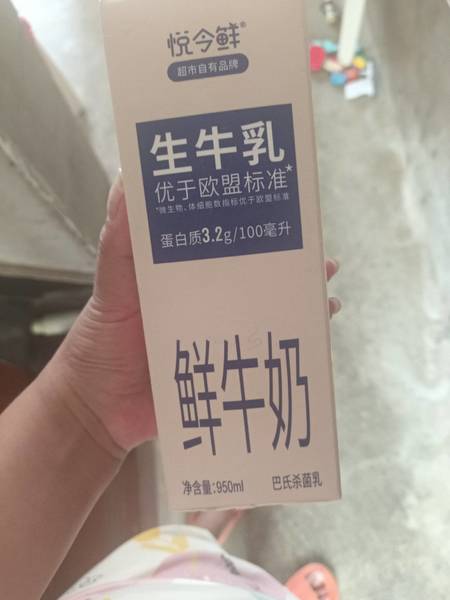 悦今鲜®
超市自有品牌
生牛乳
优于欧盟标准*
*微生物、体细胞数指标优于欧盟标准
蛋白质3.2g/100毫升
鲜牛奶
净含量:950ml
巴氏杀菌乳